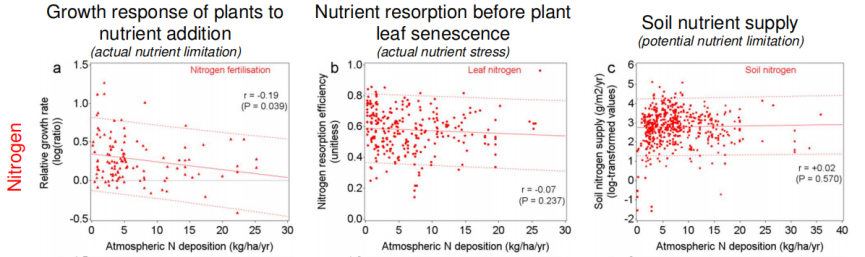 Growth response of plants to
nutrient addition
(actual nutrient limitation)
Nutrient resorption before plant
leaf senescence
(actual nutrient stress)
Soil nutrient supply
(potential nutrient limitation)
Nitrogen
a
Nitrogen fertilisation
r = -0.19
(P = 0.039)
Relative growth rate
(log(ratio))
1.5
1.0
0.5
0.0
-0.5
0 5 10 15 20 25 30
Atmospheric N deposition (kg/ha/yr)
b
Leaf nitrogen
r = -0.07
(P = 0.237)
Nitrogen resorption efficiency
(unitless)
1.0
0.8
0.6
0.4
0.2
0.0
0 5 10 15 20 25 30
Atmospheric N deposition (kg/ha/yr)
c
Soil nitrogen
r = +0.02
(P = 0.570)
Soil nitrogen supply (g/m2/yr)
(log-transformed values)
6
5
4
3
2
1
0
-1
-2
0 5 10 15 20 25 30 35 40
Atmospheric N deposition (kg/ha/yr)